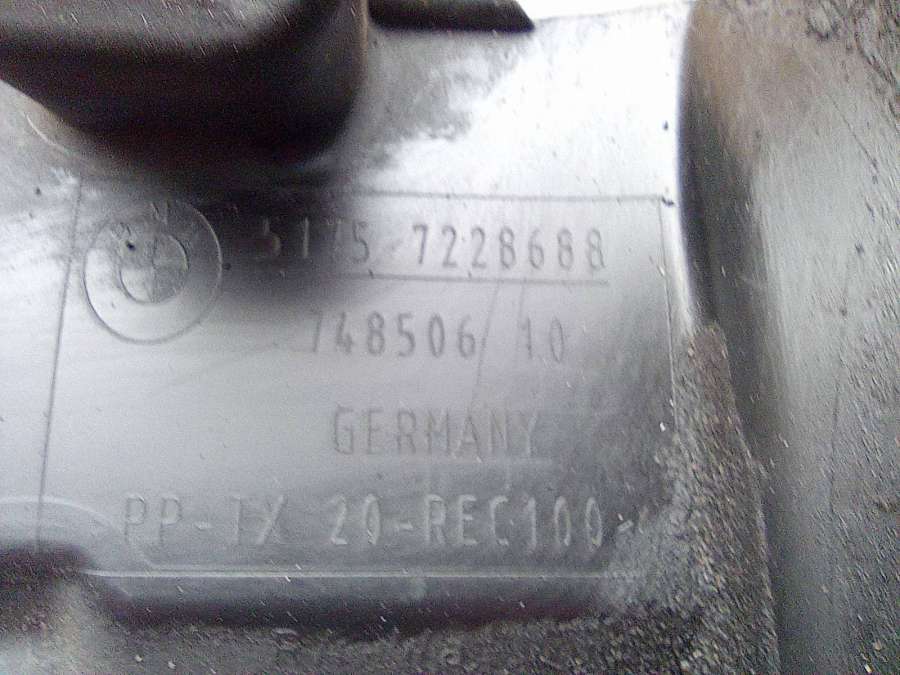 5175 7228688
748506 10
GERMANY
PP-TX 20-REC100